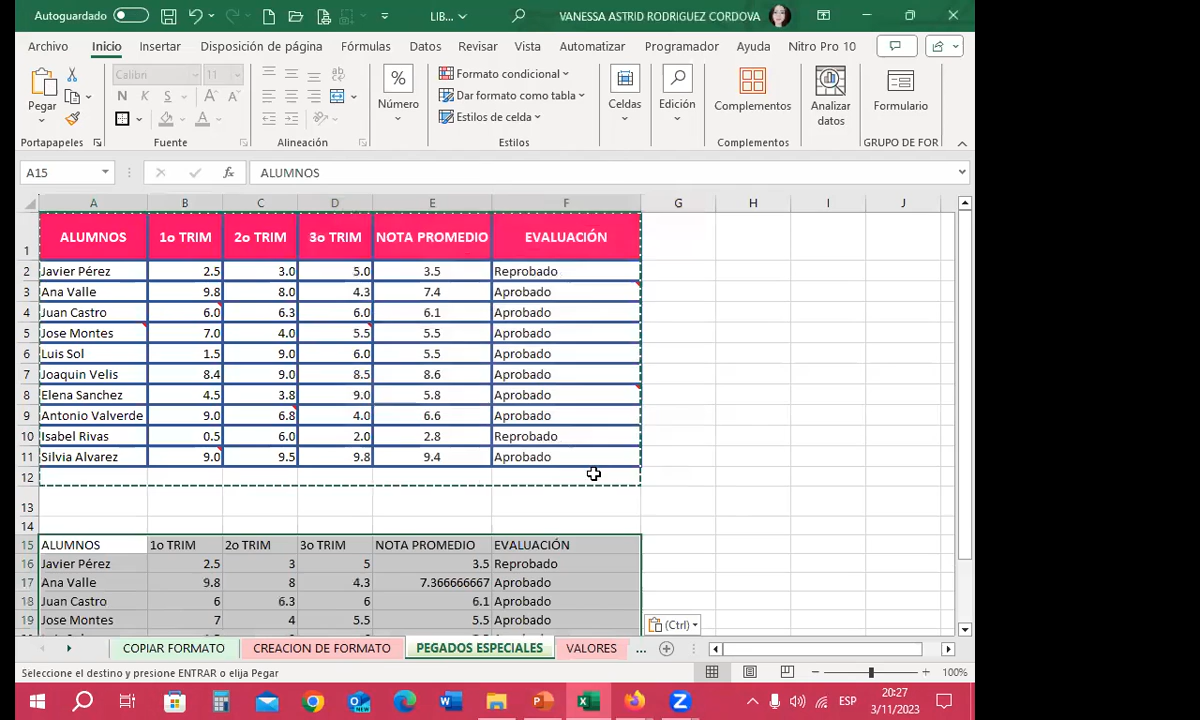 Autoguardado LIB... VANESSA ASTRID RODRIGUEZ CORDOVA
Archivo Inicio Insertar Disposición de página Fórmulas Datos Revisar Vista Automatizar Programador Ayuda Nitro Pro 10
Calibri 11
Pegar N K S
Número
Formato condicional
Dar formato como tabla
Estilos de celda
Celdas Edición Complementos Analizar datos Formulario
Portapapeles Fuente Alineación Estilos Complementos GRUPO DE FOR
A15 fx ALUMNOS
A B C D E F G H I J
1 ALUMNOS 1o TRIM 2o TRIM 3o TRIM NOTA PROMEDIO EVALUACIÓN
2 Javier Pérez 2.5 3.0 5.0 3.5 Reprobado
3 Ana Valle 9.8 8.0 4.3 7.4 Aprobado
4 Juan Castro 6.0 6.3 6.0 6.1 Aprobado
5 Jose Montes 7.0 4.0 5.5 5.5 Aprobado
6 Luis Sol 1.5 9.0 6.0 5.5 Aprobado
7 Joaquin Velis 8.4 9.0 8.5 8.6 Aprobado
8 Elena Sanchez 4.5 3.8 9.0 5.8 Aprobado
9 Antonio Valverde 9.0 6.8 4.0 6.6 Aprobado
10 Isabel Rivas 0.5 6.0 2.0 2.8 Reprobado
11 Silvia Alvarez 9.0 9.5 9.8 9.4 Aprobado
12
13
14
15 ALUMNOS 1o TRIM 2o TRIM 3o TRIM NOTA PROMEDIO EVALUACIÓN
16 Javier Pérez 2.5 3 5 3.5 Reprobado
17 Ana Valle 9.8 8 4.3 7.366666667 Aprobado
18 Juan Castro 6 6.3 6 6.1 Aprobado
19 Jose Montes 7 4 5.5 5.5 Aprobado
(Ctrl)
COPIAR FORMATO CREACION DE FORMATO PEGADOS ESPECIALES VALORES ...
Seleccione el destino y presione ENTRAR o elija Pegar 100%
ESP 20:27
3/11/2023